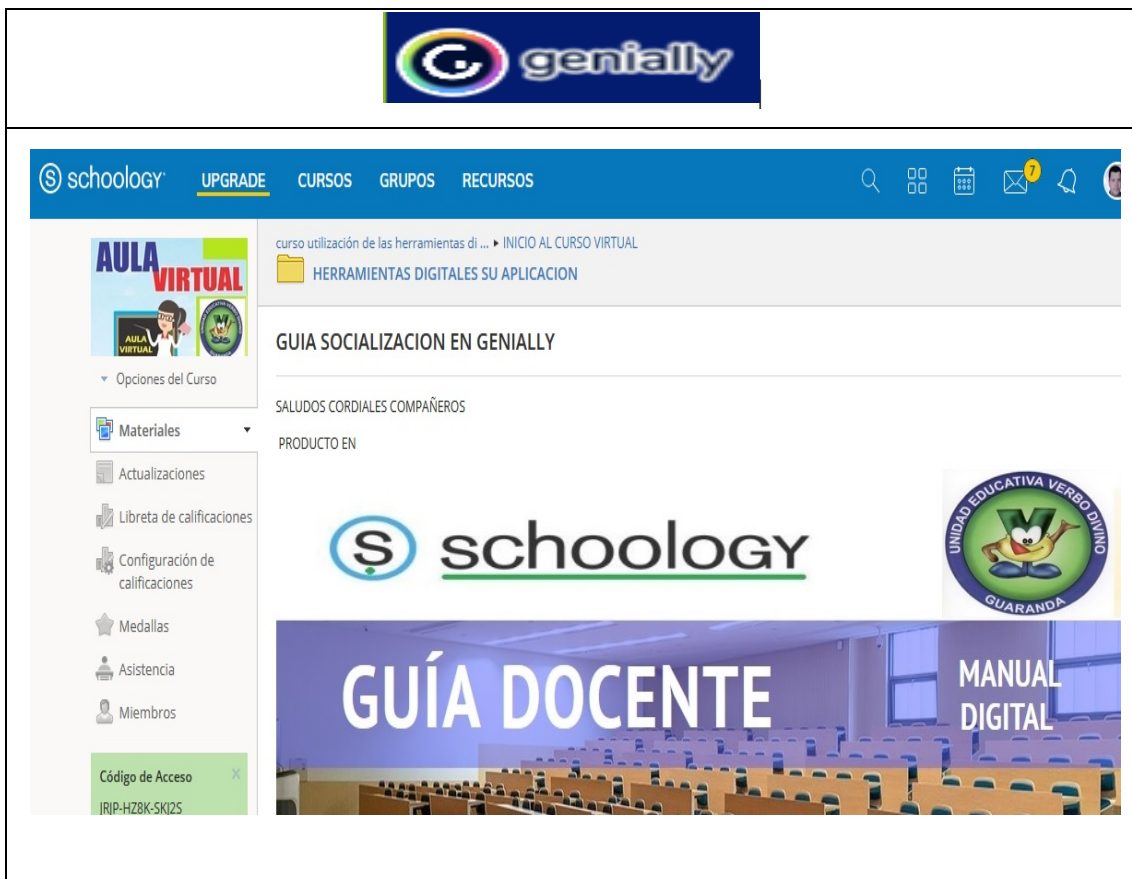 genially
schoology UPGRADE CURSOS GRUPOS RECURSOS 7
AULA
VIRTUAL
AULA
VIRTUAL
Opciones del Curso
Materiales
Actualizaciones
Libreta de calificaciones
Configuración de
calificaciones
Medallas
Asistencia
Miembros
Código de Acceso X
JRJP-HZ8K-SKJ2S
curso utilización de las herramientas di ... ▸ INICIO AL CURSO VIRTUAL
HERRAMIENTAS DIGITALES SU APLICACION
GUIA SOCIALIZACION EN GENIALLY
SALUDOS CORDIALES COMPAÑEROS
PRODUCTO EN
schoology
UNIDAD EDUCATIVA VERBO DIVINO
GUARANDA
GUÍA DOCENTE
MANUAL
DIGITAL